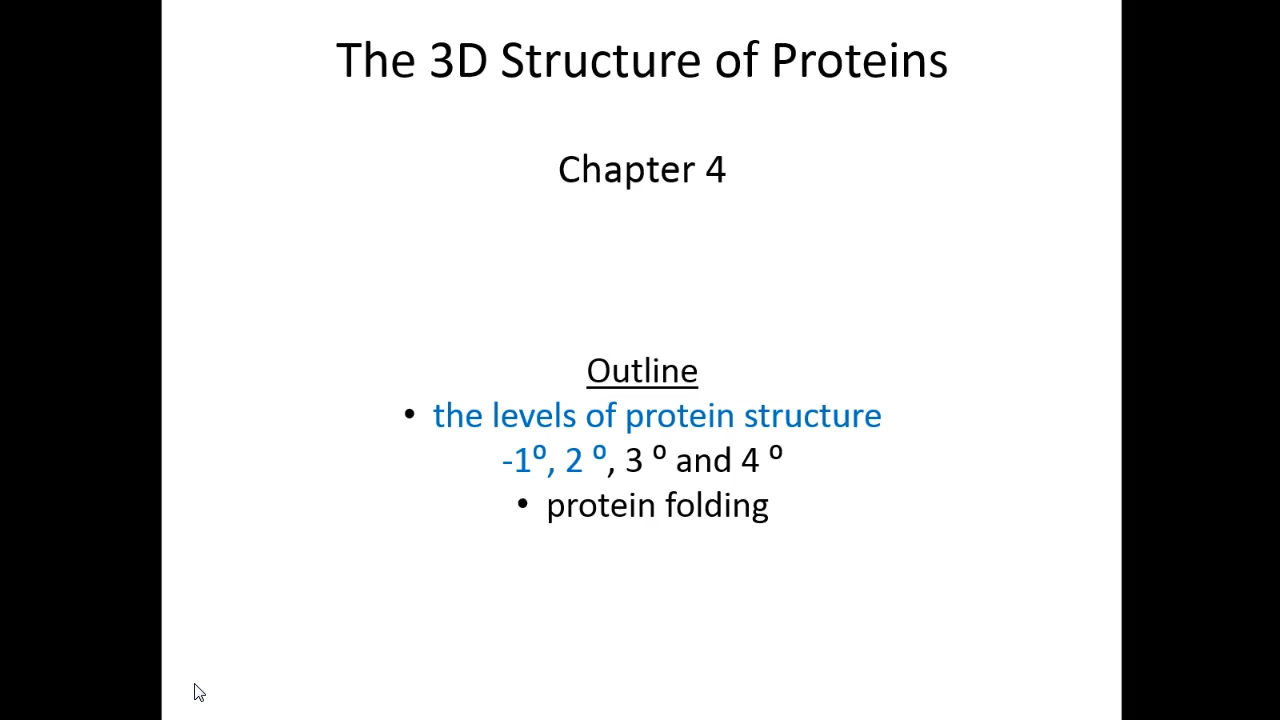 The 3D Structure of Proteins
Chapter 4
Outline
• the levels of protein structure
-1º, 2 º, 3 º and 4 º
• protein folding